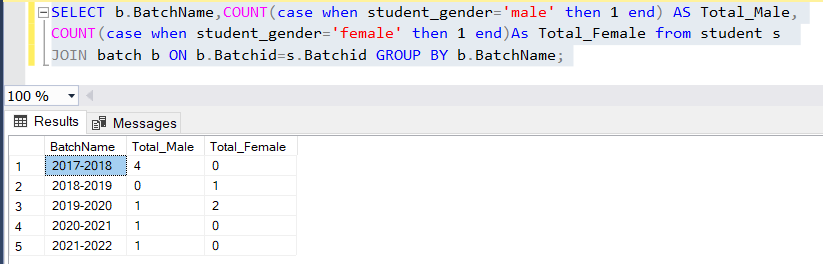 SELECT b.BatchName,COUNT(case when student_gender='male' then 1 end) AS Total_Male,
COUNT(case when student_gender='female' then 1 end)As Total_Female from student s
JOIN batch b ON b.Batchid=s.Batchid GROUP BY b.BatchName;
100 %
Results Messages
BatchName Total_Male Total_Female
1 2017-2018 4 0
2 2018-2019 0 1
3 2019-2020 1 2
4 2020-2021 1 0
5 2021-2022 1 0